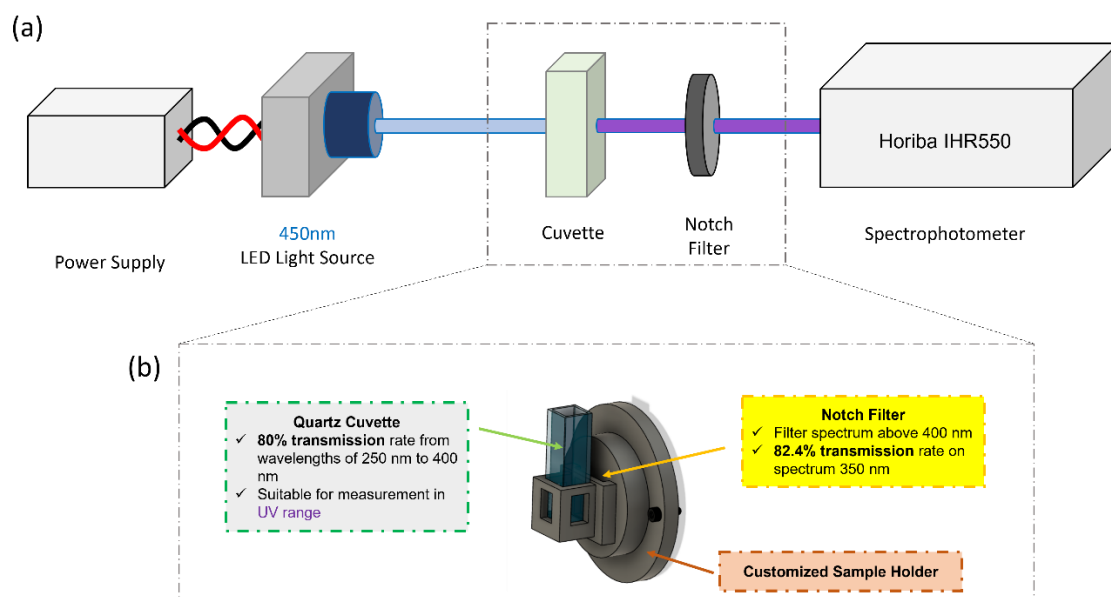 (a)
Horiba IHR550
Power Supply
450nm
LED Light Source
Cuvette
Notch
Filter
Spectrophotometer
(b)
Quartz Cuvette
✓ 80% transmission rate from
wavelengths of 250 nm to 400
nm
✓ Suitable for measurement in
UV range
Notch Filter
✓ Filter spectrum above 400 nm
✓ 82.4% transmission rate on
spectrum 350 nm
Customized Sample Holder